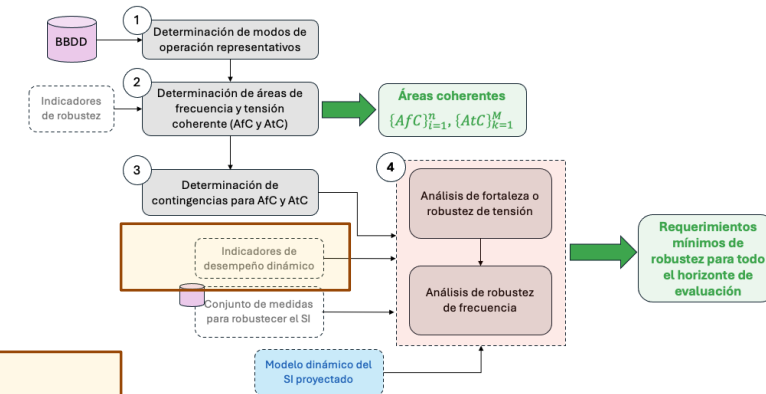 1
Determinación de modos de
operación representativos
BBDD
2
Determinación de áreas de
frecuencia y tensión
coherente (AfC y AtC)
Indicadores
de robustez
Áreas coherentes
{AfC}ⁿᵢ₌₁, {AtC}ᴹₖ₌₁
3
Determinación de
contingencias para AfC y AtC
4
Análisis de fortaleza o
robustez de tensión
Indicadores de
desempeño dinámico
Análisis de robustez
de frecuencia
Conjunto de medidas
para robustecer el SI
Modelo dinámico del
SI proyectado
Requerimientos
mínimos de
robustez para todo
el horizonte de
evaluación